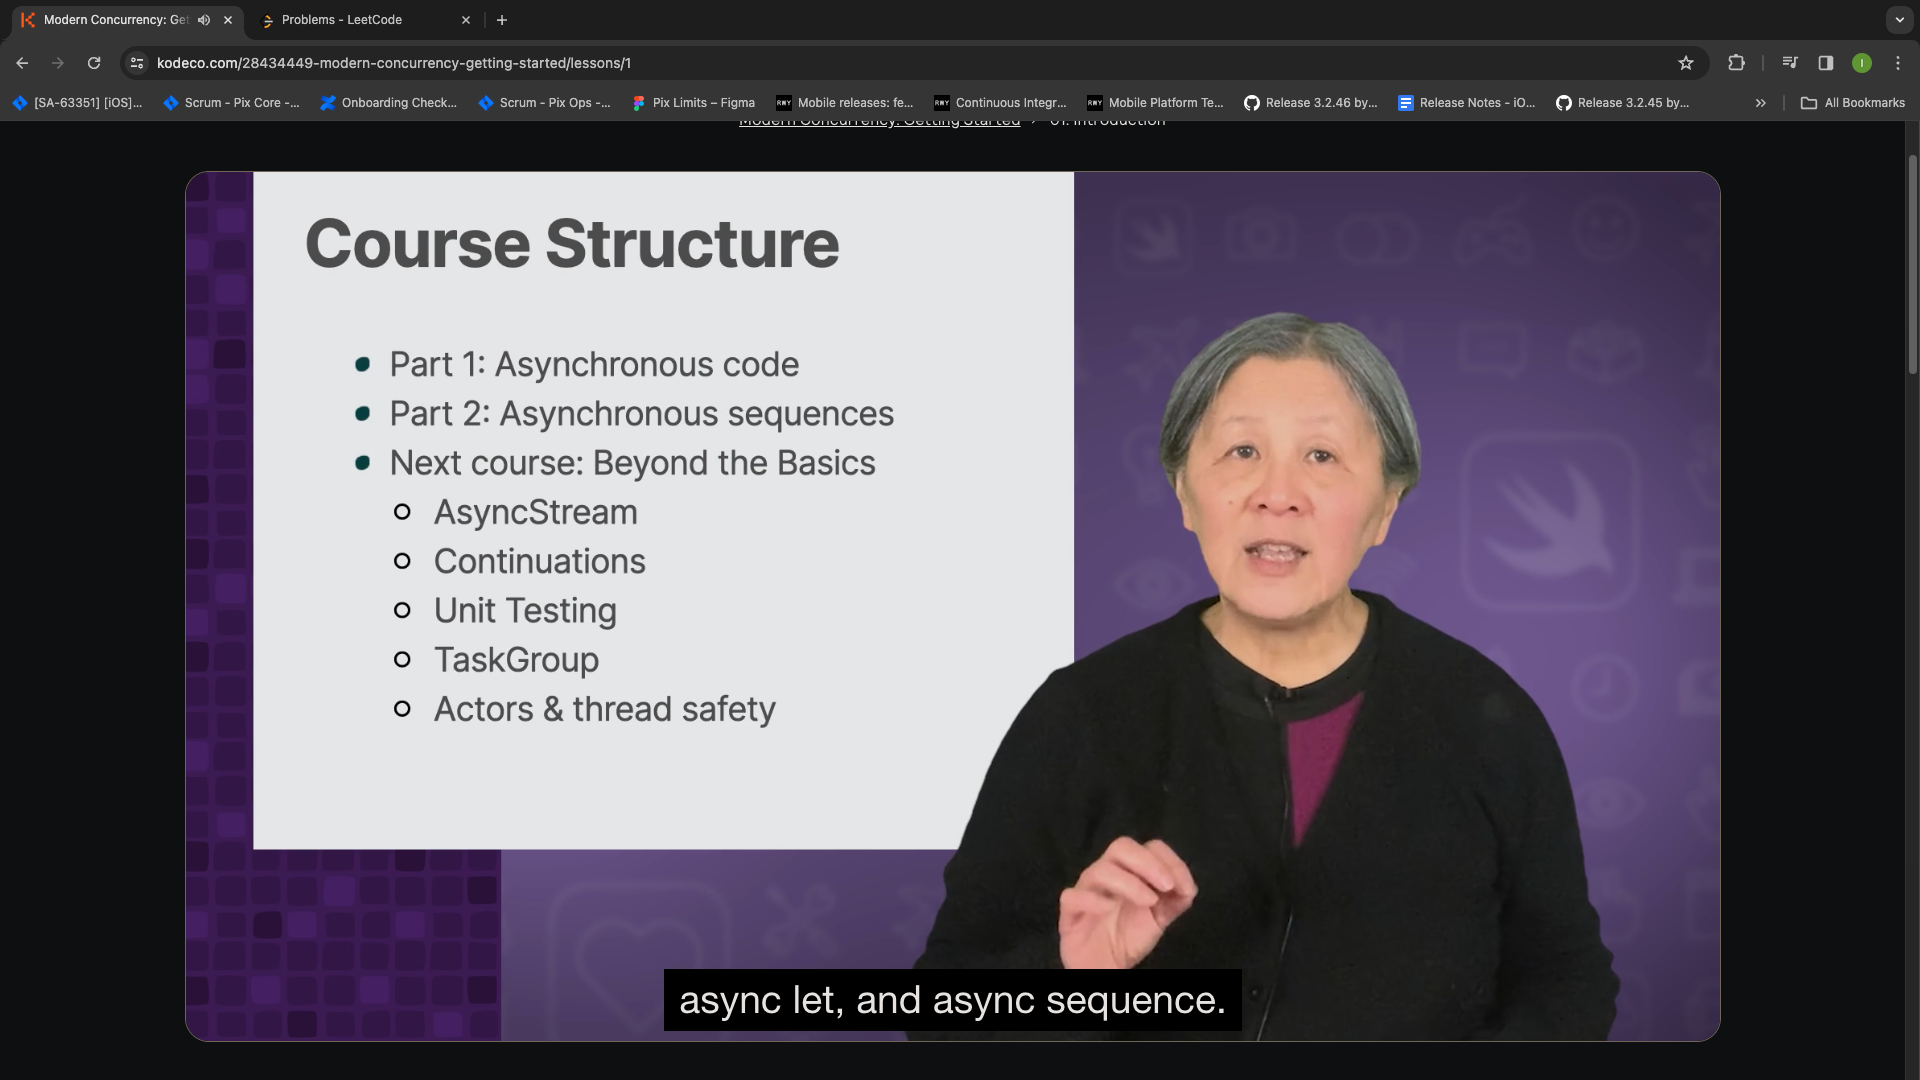 Modern Concurrency: Get
Problems - LeetCode
kodeco.com/28434449-modern-concurrency-getting-started/lessons/1
I
[SA-63351] [iOS]...
Scrum - Pix Core -...
Onboarding Check...
Scrum - Pix Ops -...
Pix Limits – Figma
RWY
Mobile releases: fe...
RWY
Continuous Integr...
RWY
Mobile Platform Te...
Release 3.2.46 by...
Release Notes - iO...
Release 3.2.45 by...
»
All Bookmarks
Modern Concurrency: Getting Started › 01. Introduction
Course Structure
Part 1: Asynchronous code
Part 2: Asynchronous sequences
Next course: Beyond the Basics
AsyncStream
Continuations
Unit Testing
TaskGroup
Actors & thread safety
async let, and async sequence.